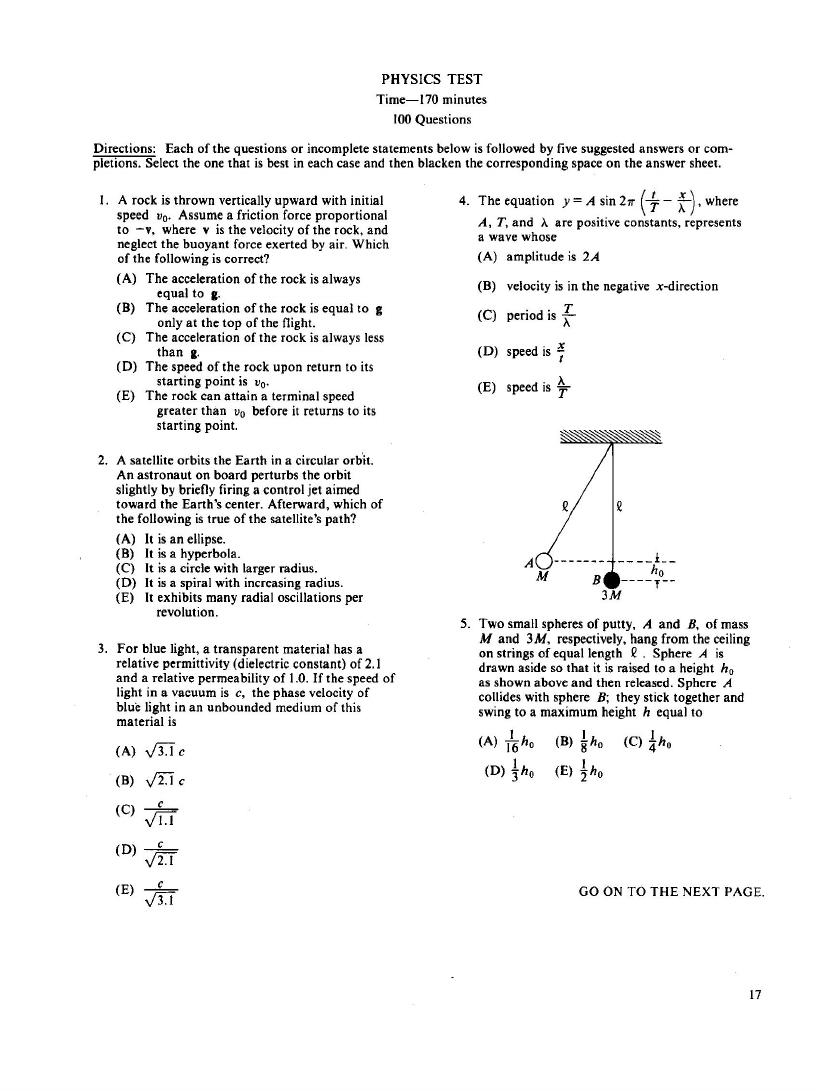 PHYSICS TEST
Time—170 minutes
100 Questions
Directions: Each of the questions or incomplete statements below is followed by five suggested answers or com-
pletions. Select the one that is best in each case and then blacken the corresponding space on the answer sheet.
1. A rock is thrown vertically upward with initial
speed v₀. Assume a friction force proportional
to −v, where v is the velocity of the rock, and
neglect the buoyant force exerted by air. Which
of the following is correct?
(A) The acceleration of the rock is always
equal to g.
(B) The acceleration of the rock is equal to g
only at the top of the flight.
(C) The acceleration of the rock is always less
than g.
(D) The speed of the rock upon return to its
starting point is v₀.
(E) The rock can attain a terminal speed
greater than v₀ before it returns to its
starting point.
2. A satellite orbits the Earth in a circular orbit.
An astronaut on board perturbs the orbit
slightly by briefly firing a control jet aimed
toward the Earth's center. Afterward, which of
the following is true of the satellite's path?
(A) It is an ellipse.
(B) It is a hyperbola.
(C) It is a circle with larger radius.
(D) It is a spiral with increasing radius.
(E) It exhibits many radial oscillations per
revolution.
3. For blue light, a transparent material has a
relative permittivity (dielectric constant) of 2.1
and a relative permeability of 1.0. If the speed of
light in a vacuum is c, the phase velocity of
blue light in an unbounded medium of this
material is
(A) √3.1 c
(B) √2.1 c
(C) c/√1.1
(D) c/√2.1
(E) c/√3.1
4. The equation y = A sin 2π (t/T − x/λ), where
A, T, and λ are positive constants, represents
a wave whose
(A) amplitude is 2A
(B) velocity is in the negative x-direction
(C) period is T/λ
(D) speed is x/t
(E) speed is λ/T
ℓ ℓ
A
M
h₀
B
3M
5. Two small spheres of putty, A and B, of mass
M and 3M, respectively, hang from the ceiling
on strings of equal length ℓ. Sphere A is
drawn aside so that it is raised to a height h₀
as shown above and then released. Sphere A
collides with sphere B; they stick together and
swing to a maximum height h equal to
(A) 1/16 h₀ (B) 1/8 h₀ (C) 1/4 h₀
(D) 1/3 h₀ (E) 1/2 h₀
GO ON TO THE NEXT PAGE.
17